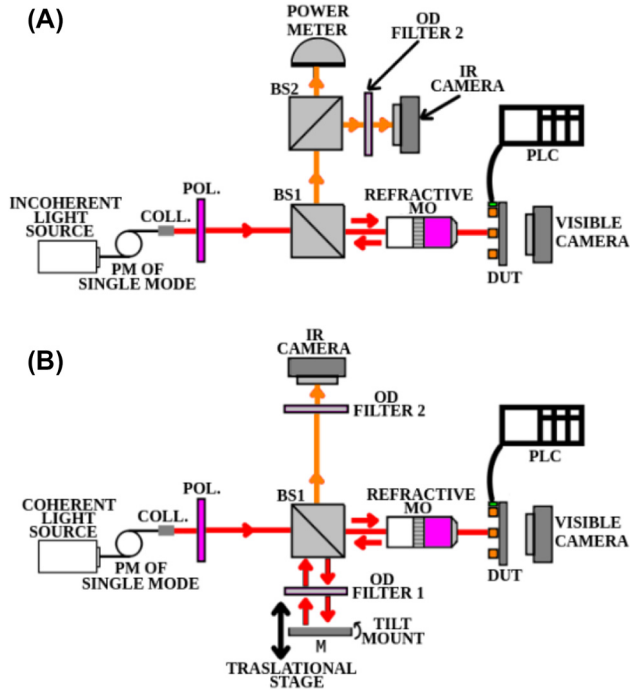 (A)
POWER
METER
OD
FILTER 2
BS2
IR
CAMERA
PLC
POL.
BS1
REFRACTIVE
MO
INCOHERENT
LIGHT
SOURCE
COLL.
VISIBLE
CAMERA
PM OF
SINGLE MODE
DUT
(B)
IR
CAMERA
OD
FILTER 2
PLC
POL.
BS1
REFRACTIVE
MO
COHERENT
LIGHT
SOURCE
COLL.
VISIBLE
CAMERA
PM OF
SINGLE MODE
DUT
OD
FILTER 1
TILT
MOUNT
M
TRASLATIONAL
STAGE